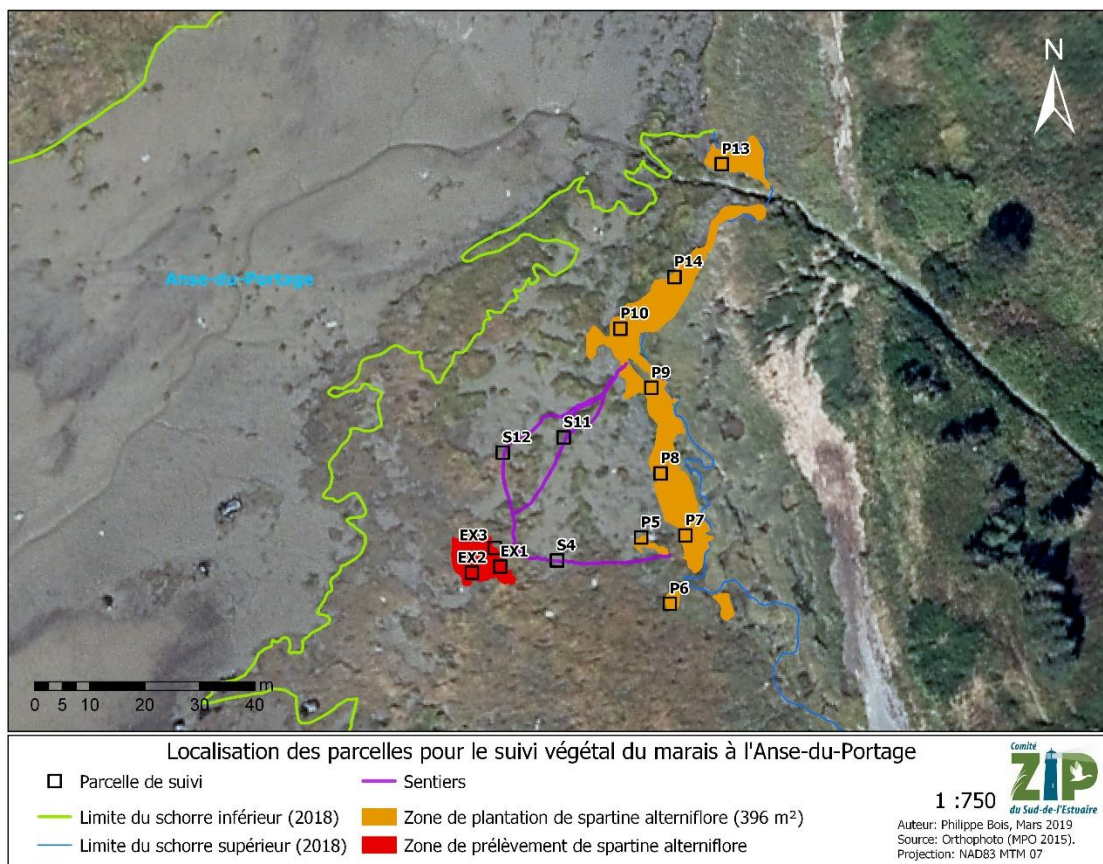 N
P13
Anse-du-Portage
P14
P10
P9
S11
S12
P8
P7
P5
EX3
EX1
S4
EX2
P6
m
0 5 10 20 30 40
Localisation des parcelles pour le suivi végétal du marais à l'Anse-du-Portage
Parcelle de suivi
Sentiers
Limite du schorre inférieur (2018)
Zone de plantation de spartine alterniflore (396 m²)
Limite du schorre supérieur (2018)
Zone de prélèvement de spartine alterniflore
1 :750
Comité
ZIP
du Sud-de-l'Estuaire
Auteur: Philippe Bois, Mars 2019
Source: Orthophoto (MPO 2015).
Projection: NAD83 MTM 07